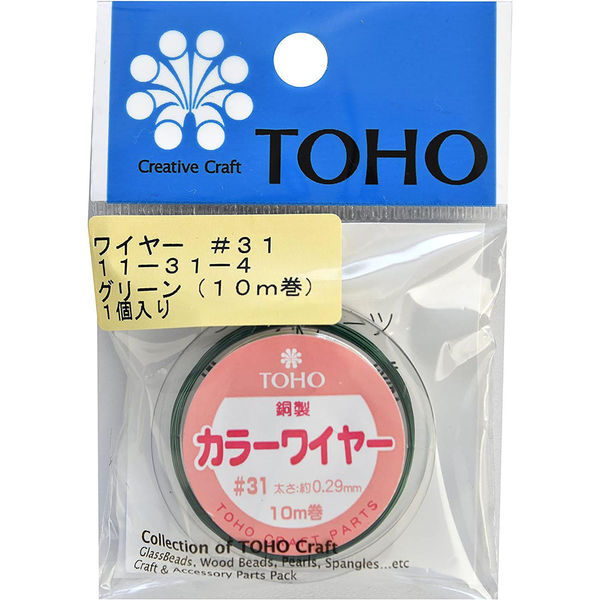 TOHO
Creative Craft
ワイヤー　＃３１
１１－３１－４
グリーン（１０ｍ巻）
１個入り
ーツ
TOHO
銅製
カラーワイヤー
#31 太さ:約0.29mm
10m巻
TOHO CRAFT PARTS
Collection of TOHO Craft
GlassBeads, Wood Beads, Pearls, Spangles...etc
Craft & Accessory Parts Pack